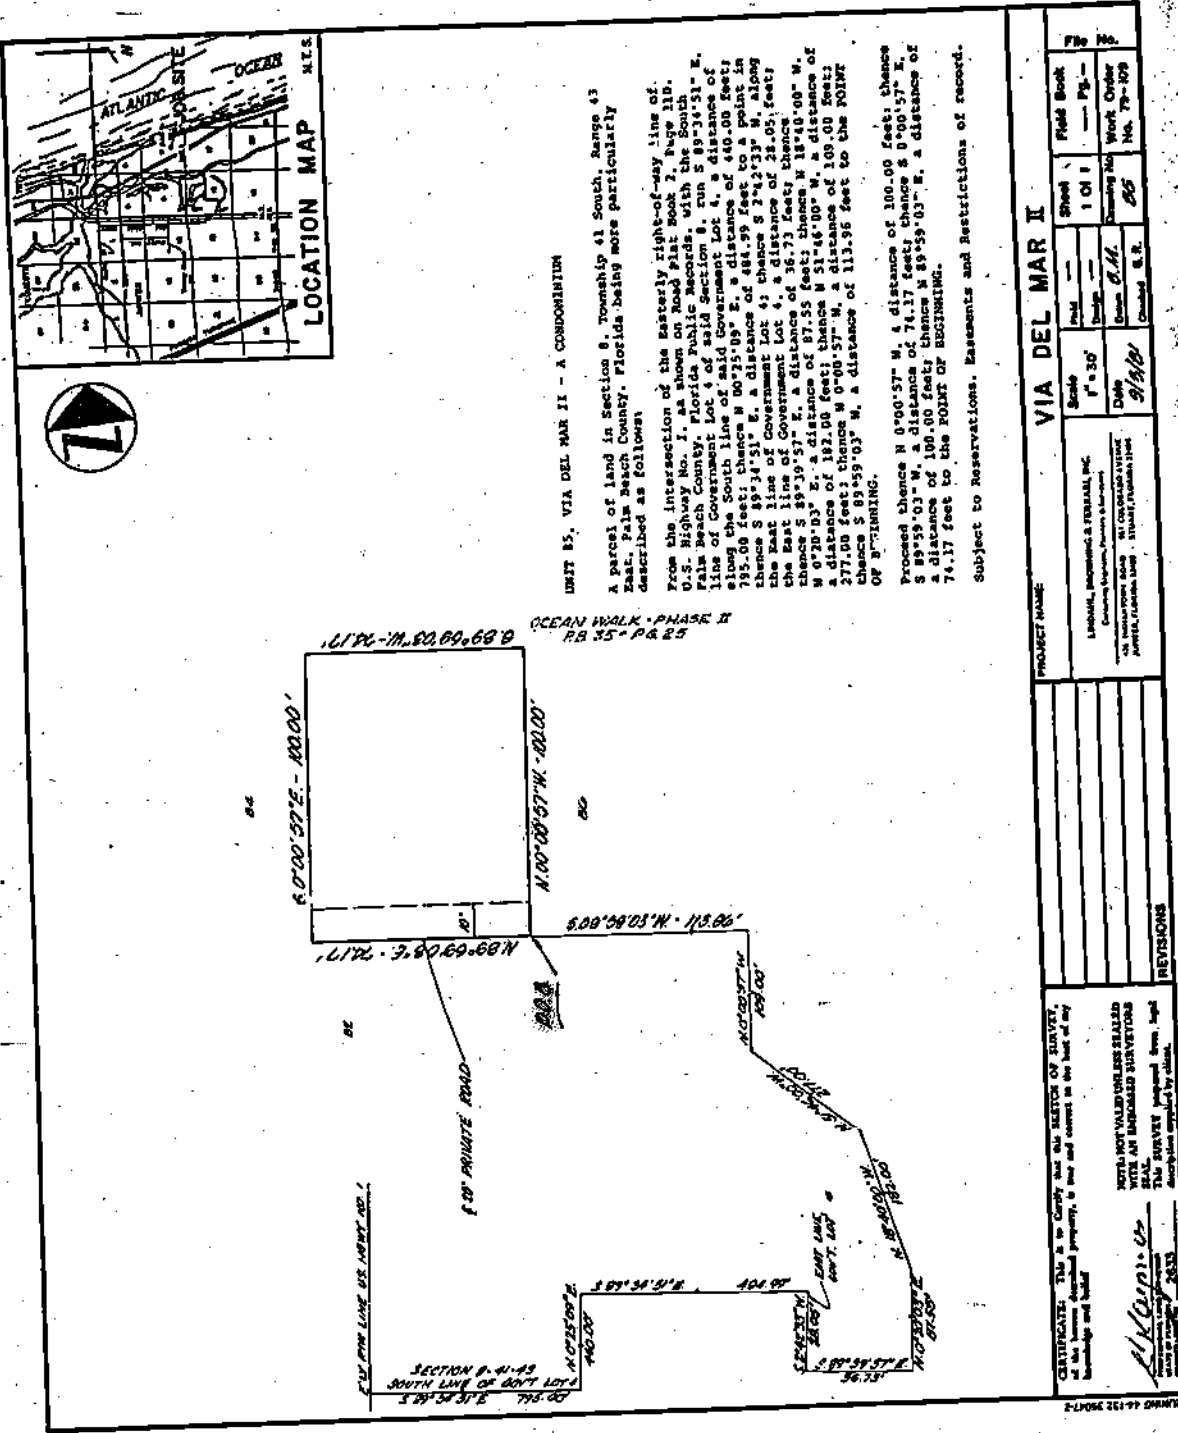 UNIT 85, VIA DEL MAR II - A CONDOMINIUM
A parcel of land in Section 8, Township 41 South, Range 43
East, Palm Beach County, Florida being more particularly
described as follows:
From the intersection of the Easterly right-of-way line of
U.S. Highway No. 1, as shown on Road Plat Book 2, Page 110,
Palm Beach County, Florida Public Records, with the South
line of Government Lot 4 of said Section 8, run S 89°34'51" E,
along the South line of said Government Lot 4, a distance of
795.00 feet; thence N 00°25'09" E, a distance of 440.00 feet;
thence S 89°34'51" E, a distance of 484.99 feet to a point in
the East line of Government Lot 4; thence S 2°42'33" W, along
the East line of Government Lot 4, a distance of 28.05 feet;
thence S 89°39'57" E, a distance of 36.73 feet; thence
N 0°20'03" E, a distance of 87.55 feet; thence N 18°40'00" W,
a distance of 182.00 feet; thence N 51°46'00" W, a distance of
277.00 feet; thence N 0°00'57" W, a distance of 109.00 feet;
thence S 89°59'03" W, a distance of 113.96 feet to the POINT
OF BEGINNING.
Proceed thence N 0°00'57" W, a distance of 100.00 feet; thence
S 89°59'03" W, a distance of 74.17 feet; thence S 0°00'57" E,
a distance of 100.00 feet; thence N 89°59'03" E, a distance of
74.17 feet to the POINT OF BEGINNING.
Subject to Reservations, Easements and Restrictions of record.
LOCATION MAP
N.T.S.
ATLANTIC
OCEAN
JOB SITE
N
OCEAN WALK - PHASE II
P.B. 35 - PG. 25
S.89°59'03"W. - 74.17'
S.0°00'57"E. - 100.00'
N.00°00'57"W. - 100.00'
N.89°59'03"E. - 74.17'
84
86
82
10'
P.O.B.
S.89°59'03"W. - 113.96'
N.0°00'57"W.
109.00'
277.00'
N. 18°40'00"W.
182.00'
N.0°20'03"E.
87.55'
S.89°39'57"E.
36.73'
S.2°42'33"W.
28.05'
EAST LINE
GOV'T. LOT 4
S 89°34'51"E. 484.99'
N.0°25'09"E.
440.00'
SECTION 8-41-43
SOUTH LINE OF GOV'T LOT 4
S 89°34'51"E 795.00'
E'LY R/W LINE U.S. HGWY NO. 1
20' PRIVATE ROAD
PROJECT NAME:
VIA DEL MAR II
LINDAHL, BROWNING & FERRARI, INC.
Scale
1" = 30'
Date
9/3/81
Field
Design
Drawn
Checked
Sheet
1 Of 1
Drawing No.
85
Field Book
Pg.
Work Order
No. 79-109
File No.
REVISIONS
CERTIFICATE: This is to Certify that this SKETCH OF SURVEY,
of the hereon described property, is true and correct to the best of my
knowledge and belief
NOTE: NOT VALID UNLESS SEALED
WITH AN EMBOSSED SURVEYORS
SEAL.
This SURVEY prepared from legal
description supplied by client.
2633